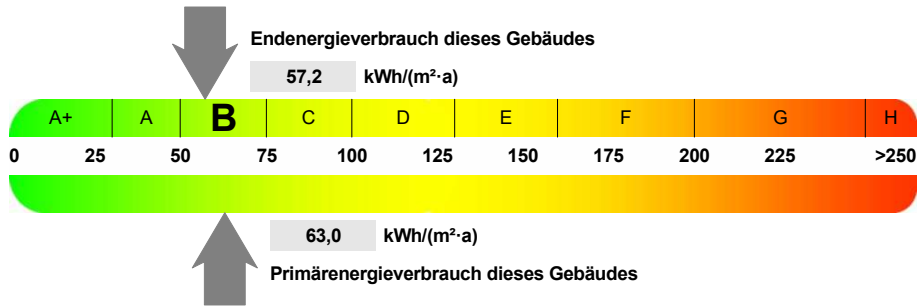 Endenergieverbrauch dieses Gebäudes
57,2 kWh/(m²·a)
A+ A B C D E F G H
0 25 50 75 100 125 150 175 200 225 >250
63,0 kWh/(m²·a)
Primärenergieverbrauch dieses Gebäudes